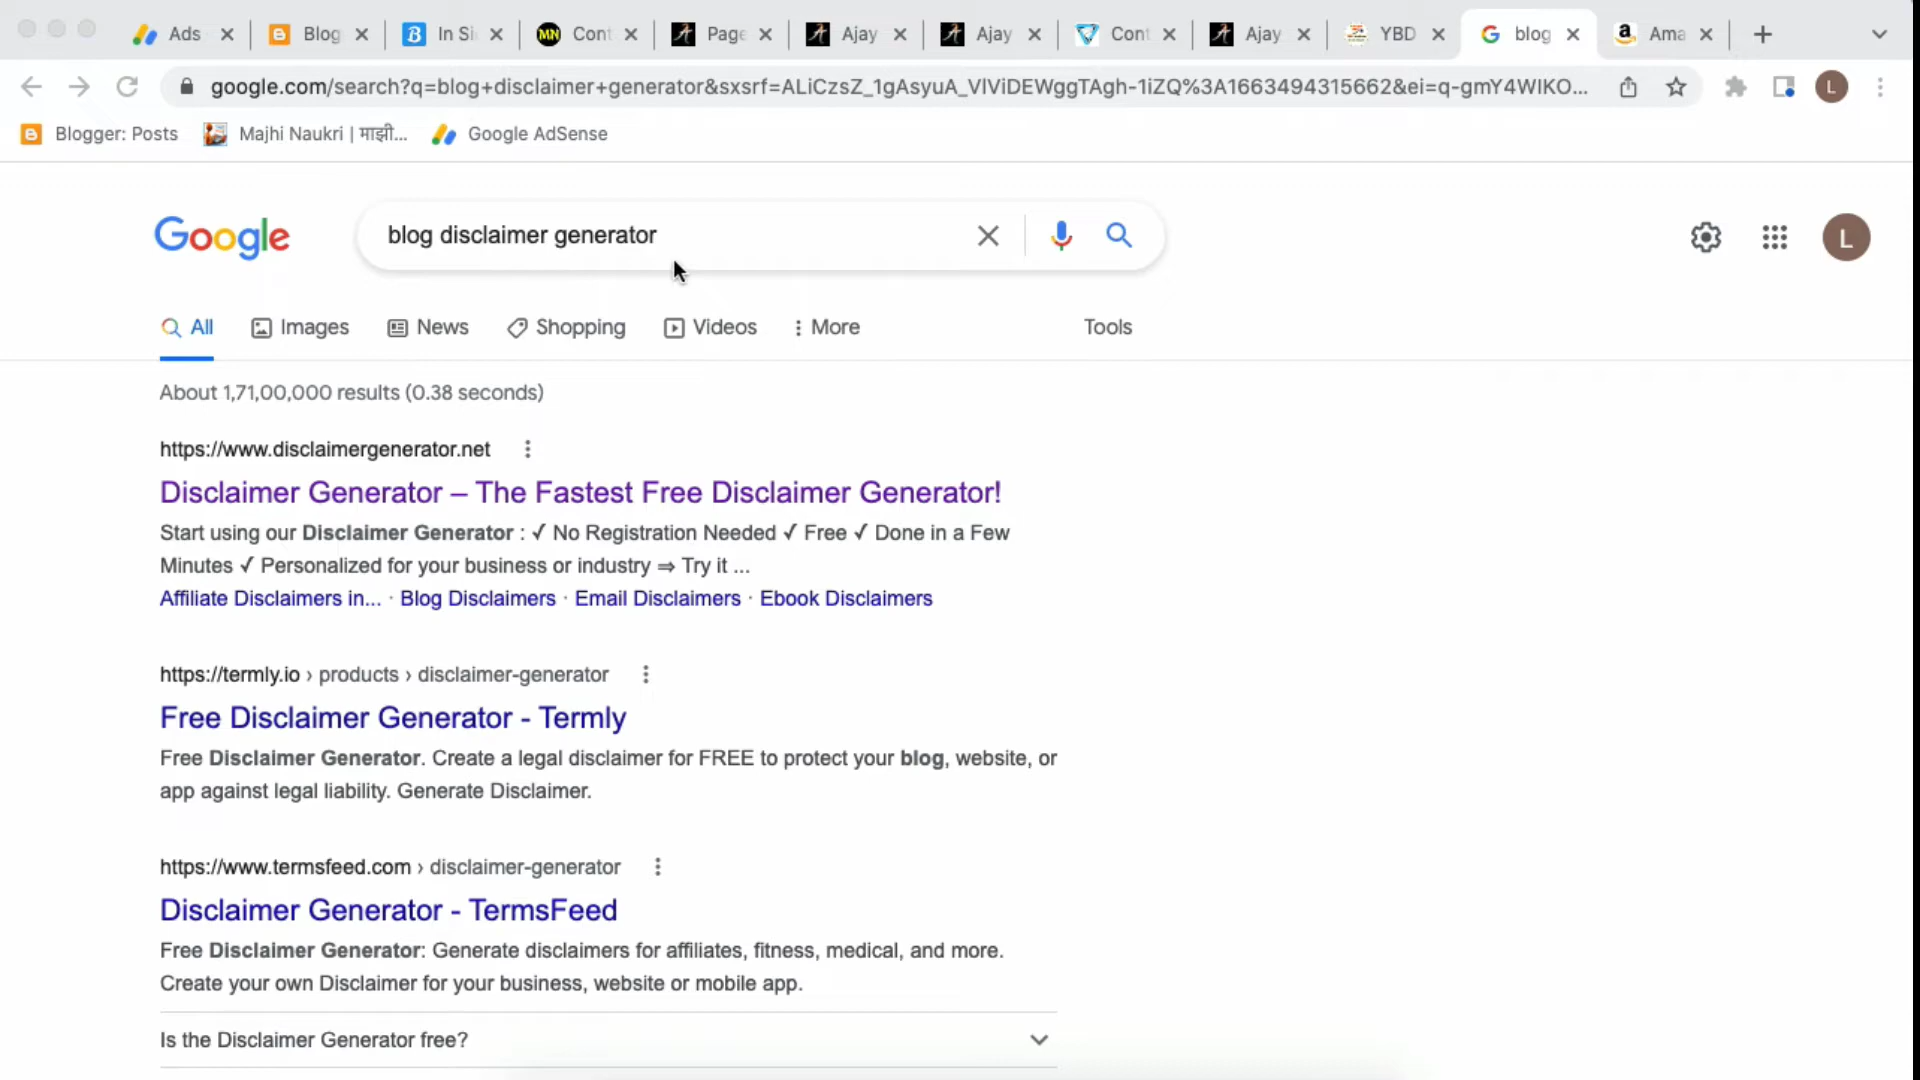 Ads
Blog
In Si
MN
Cont
Page
Ajay
Ajay
Cont
Ajay
YBD
blog
Ama
google.com/search?q=blog+disclaimer+generator&sxsrf=ALiCzsZ_1gAsyuA_VlViDEWggTAgh-1iZQ%3A1663494315662&ei=q-gmY4WIKO...
L
Blogger: Posts
Majhi Naukri | माझी...
Google AdSense
Google
blog disclaimer generator
L
All
Images
News
Shopping
Videos
More
Tools
About 1,71,00,000 results (0.38 seconds)
https://www.disclaimergenerator.net
Disclaimer Generator – The Fastest Free Disclaimer Generator!
Start using our Disclaimer Generator : ✓ No Registration Needed ✓ Free ✓ Done in a Few
Minutes ✓ Personalized for your business or industry ⇒ Try it ...
Affiliate Disclaimers in... · Blog Disclaimers · Email Disclaimers · Ebook Disclaimers
https://termly.io › products › disclaimer-generator
Free Disclaimer Generator - Termly
Free Disclaimer Generator. Create a legal disclaimer for FREE to protect your blog, website, or
app against legal liability. Generate Disclaimer.
https://www.termsfeed.com › disclaimer-generator
Disclaimer Generator - TermsFeed
Free Disclaimer Generator: Generate disclaimers for affiliates, fitness, medical, and more.
Create your own Disclaimer for your business, website or mobile app.
Is the Disclaimer Generator free?